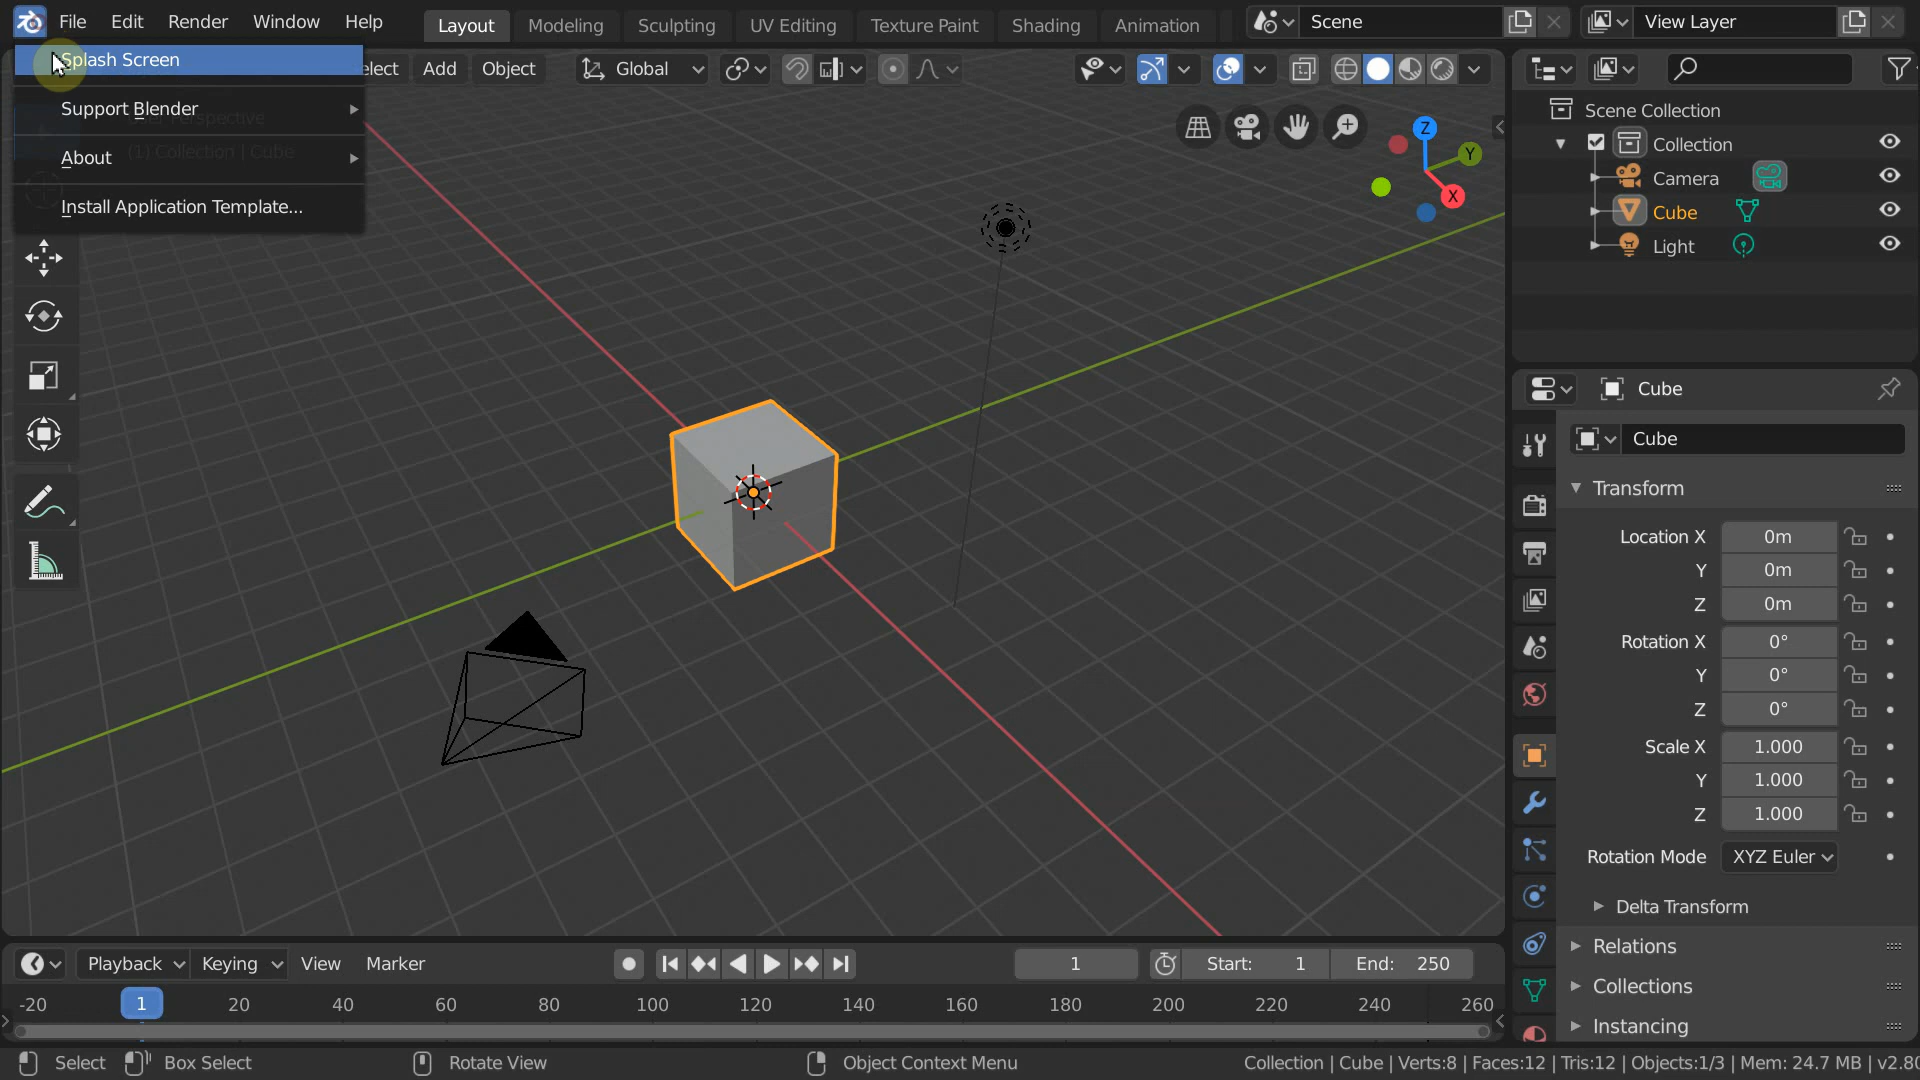 File Edit Render Window Help Layout Modeling Sculpting UV Editing Texture Paint Shading Animation Scene View Layer
Splash Screen
elect Add Object Global
Support Blender
About
(1) Collection | Cube
Install Application Template...
Z
Y
X
Scene Collection
Collection
Camera
Cube
Light
Cube
Cube
Transform
Location X 0m
Y 0m
Z 0m
Rotation X 0°
Y 0°
Z 0°
Scale X 1.000
Y 1.000
Z 1.000
Rotation Mode XYZ Euler
Delta Transform
Relations
Collections
Instancing
Playback Keying View Marker 1 Start: 1 End: 250
-20 1 20 40 60 80 100 120 140 160 180 200 220 240 260
Select Box Select Rotate View Object Context Menu Collection | Cube | Verts:8 | Faces:12 | Tris:12 | Objects:1/3 | Mem: 24.7 MB | v2.80